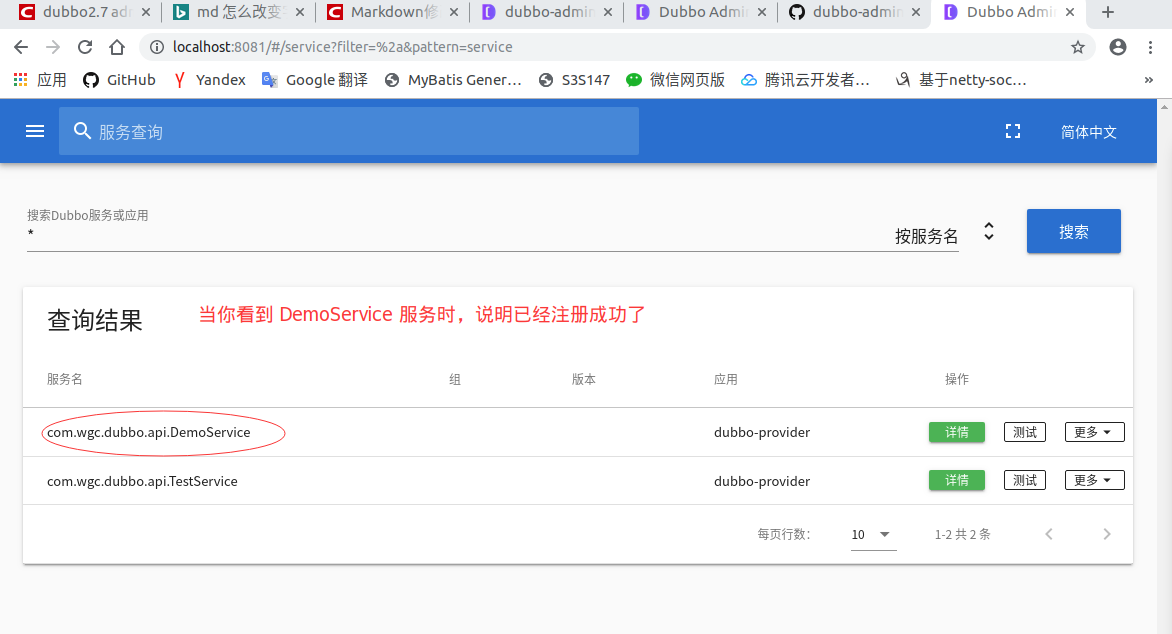 dubbo2.7 adm
md 怎么改变字
Markdown修
dubbo-admin
Dubbo Admin
dubbo-admin
Dubbo Admin
localhost:8081/#/service?filter=%2a&pattern=service
应用 GitHub Yandex Google 翻译 MyBatis Gener… S3S147 微信网页版 腾讯云开发者… 基于netty-soc… »
服务查询 简体中文
搜索Dubbo服务或应用
* 按服务名 搜索
查询结果 当你看到 DemoService 服务时，说明已经注册成功了
服务名 组 版本 应用 操作
com.wgc.dubbo.api.DemoService dubbo-provider 详情 测试 更多
com.wgc.dubbo.api.TestService dubbo-provider 详情 测试 更多
每页行数： 10 1-2 共 2 条